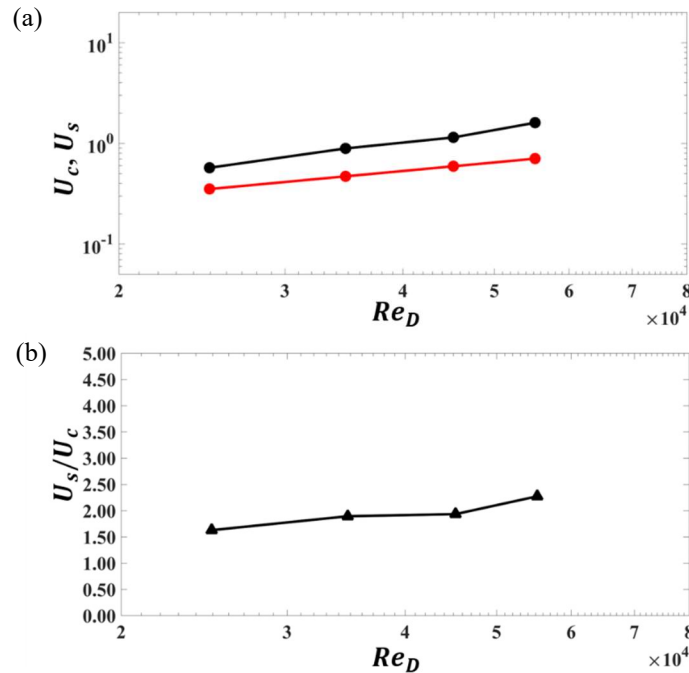 (a)
10¹
10⁰
10⁻¹
U_c, U_s
2 3 4 5 6 7 8
Re_D
×10⁴
(b)
5.00
4.50
4.00
3.50
3.00
2.50
2.00
1.50
1.00
0.50
0.00
U_s/U_c
2 3 4 5 6 7 8
Re_D
×10⁴